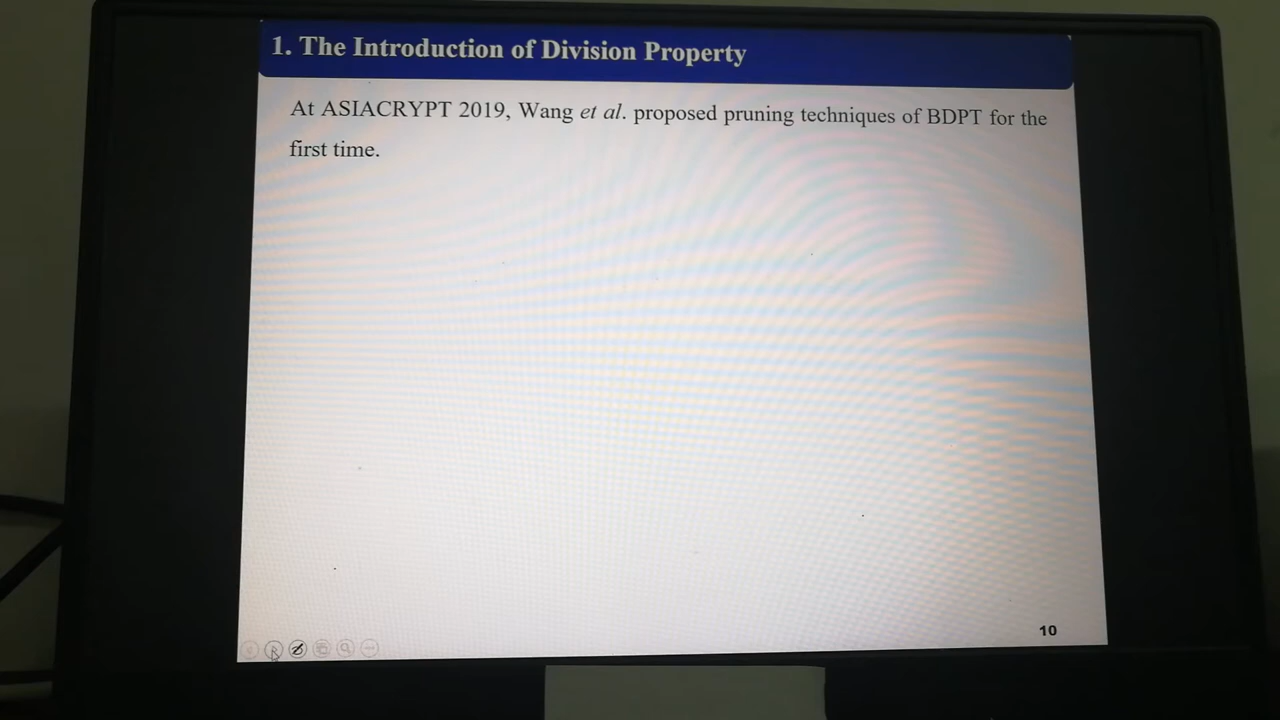 1. The Introduction of Division Property
At ASIACRYPT 2019, Wang et al. proposed pruning techniques of BDPT for the
first time.
10